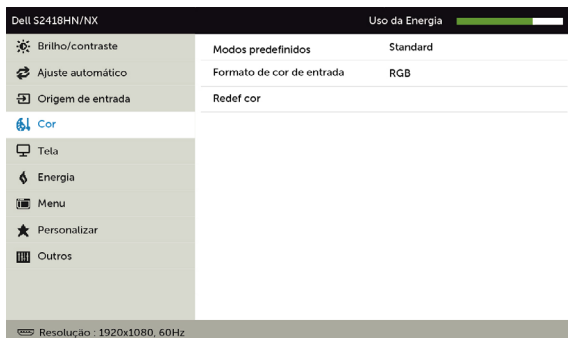 Dell S2418HN/NX Uso da Energia
Brilho/contraste
Ajuste automático
Origem de entrada
Cor
Tela
Energia
Menu
Personalizar
Outros
Modos predefinidos Standard
Formato de cor de entrada RGB
Redef cor
Resolução : 1920x1080, 60Hz